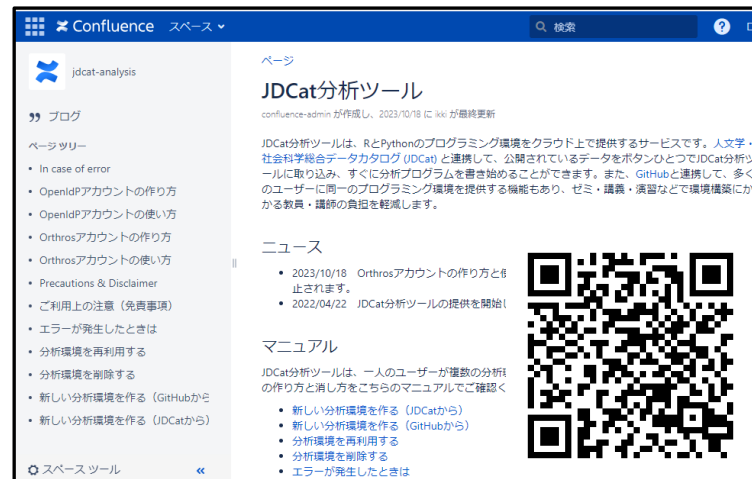 Confluence スペース 検索
jdcat-analysis
ブログ
ページ ツリー
In case of error
OpenIdPアカウントの作り方
OpenIdPアカウントの使い方
Orthrosアカウントの作り方
Orthrosアカウントの使い方
Precautions & Disclaimer
ご利用上の注意（免責事項）
エラーが発生したときは
分析環境を再利用する
分析環境を削除する
新しい分析環境を作る（GitHubから
新しい分析環境を作る（JDCatから）
スペース ツール
ページ
JDCat分析ツール
confluence-admin が作成し、2023/10/18 に ikki が最終更新
JDCat分析ツールは、RとPythonのプログラミング環境をクラウド上で提供するサービスです。人文学・
社会科学総合データカタログ (JDCat) と連携して、公開されているデータをボタンひとつでJDCat分析ツ
ールに取り込み、すぐに分析プログラムを書き始めることができます。また、GitHubと連携して、多く
のユーザーに同一のプログラミング環境を提供する機能もあり、ゼミ・講義・演習などで環境構築にか
かる教員・講師の負担を軽減します。
ニュース
2023/10/18 Orthrosアカウントの作り方と
止されます。
2022/04/22 JDCat分析ツールの提供を開始
マニュアル
JDCat分析ツールは、一人のユーザーが複数の分析
の作り方と消し方をこちらのマニュアルでご確認く
新しい分析環境を作る（JDCatから）
新しい分析環境を作る（GitHubから）
分析環境を再利用する
分析環境を削除する
エラーが発生したときは